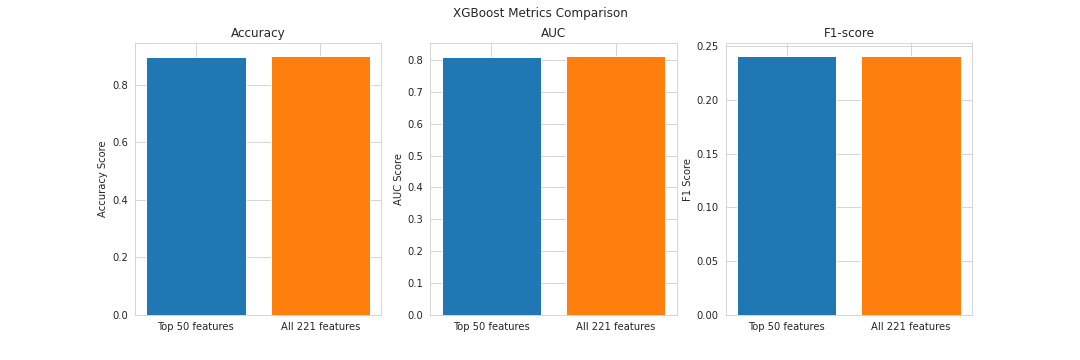 XGBoost Metrics Comparison
Accuracy
Accuracy Score
0.8
0.6
0.4
0.2
0.0
Top 50 features
All 221 features
AUC
AUC Score
0.8
0.7
0.6
0.5
0.4
0.3
0.2
0.1
0.0
Top 50 features
All 221 features
F1-score
F1 Score
0.25
0.20
0.15
0.10
0.05
0.00
Top 50 features
All 221 features